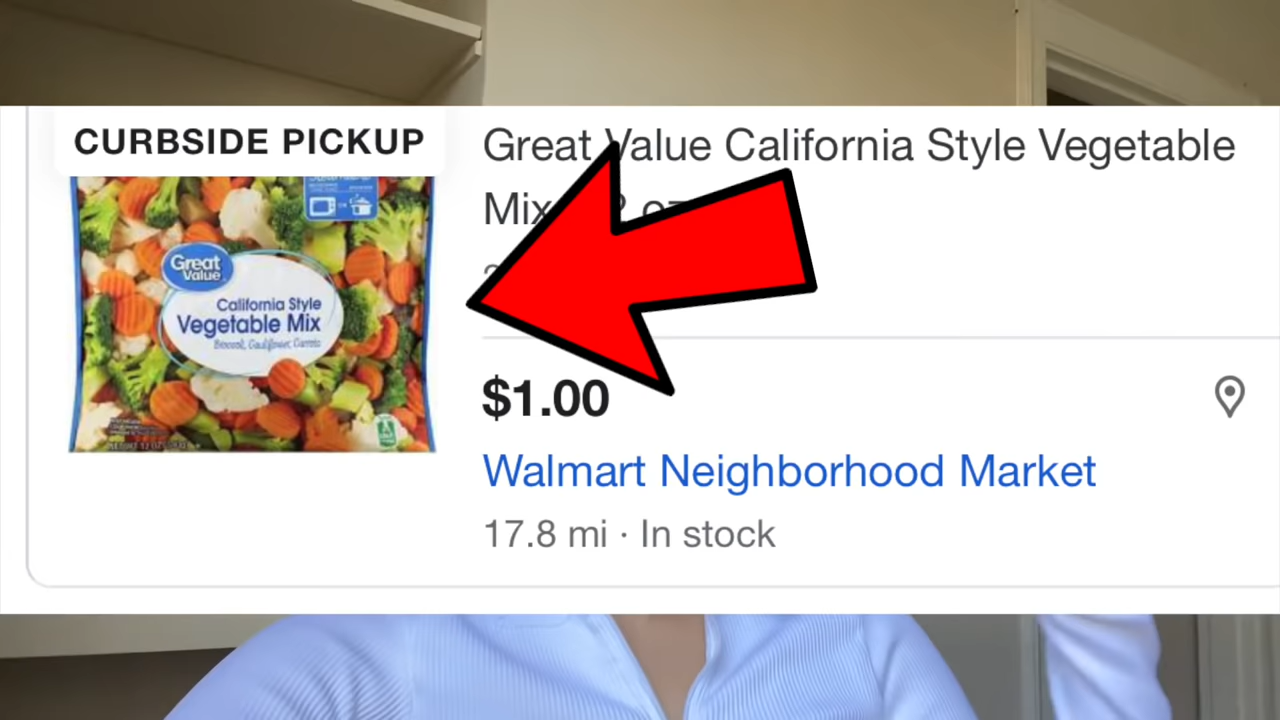 CURBSIDE PICKUP
Great Value California Style Vegetable
Mix
Great
Value
California Style
Vegetable Mix
Broccoli, Cauliflower, Carrots
$1.00
Walmart Neighborhood Market
17.8 mi · In stock